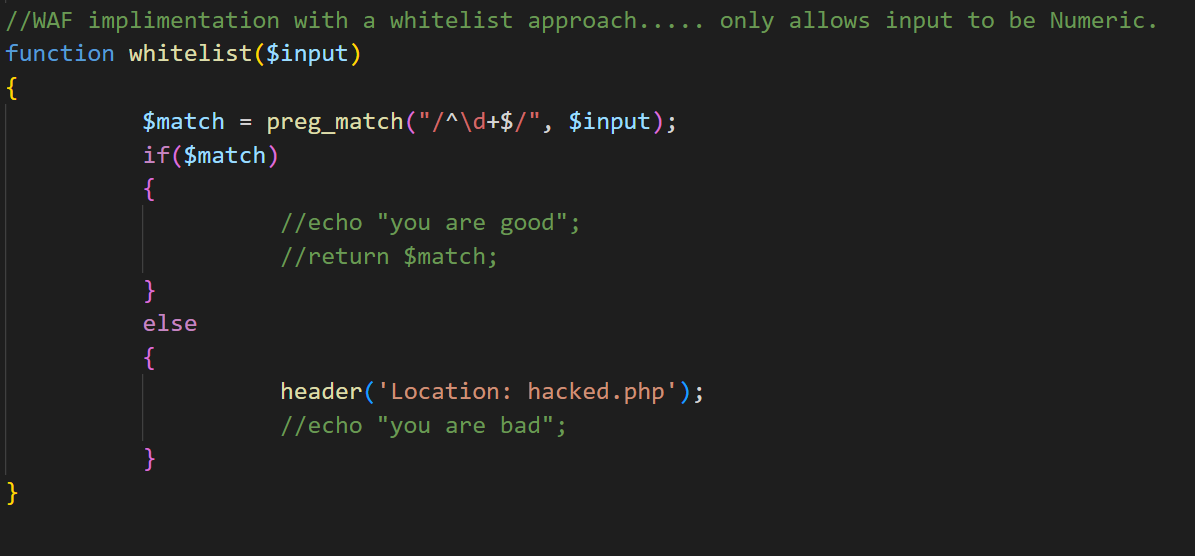 //WAF implimentation with a whitelist approach..... only allows input to be Numeric.
function whitelist($input)
{
$match = preg_match("/^\d+$/", $input);
if($match)
{
//echo "you are good";
//return $match;
}
else
{
header('Location: hacked.php');
//echo "you are bad";
}
}